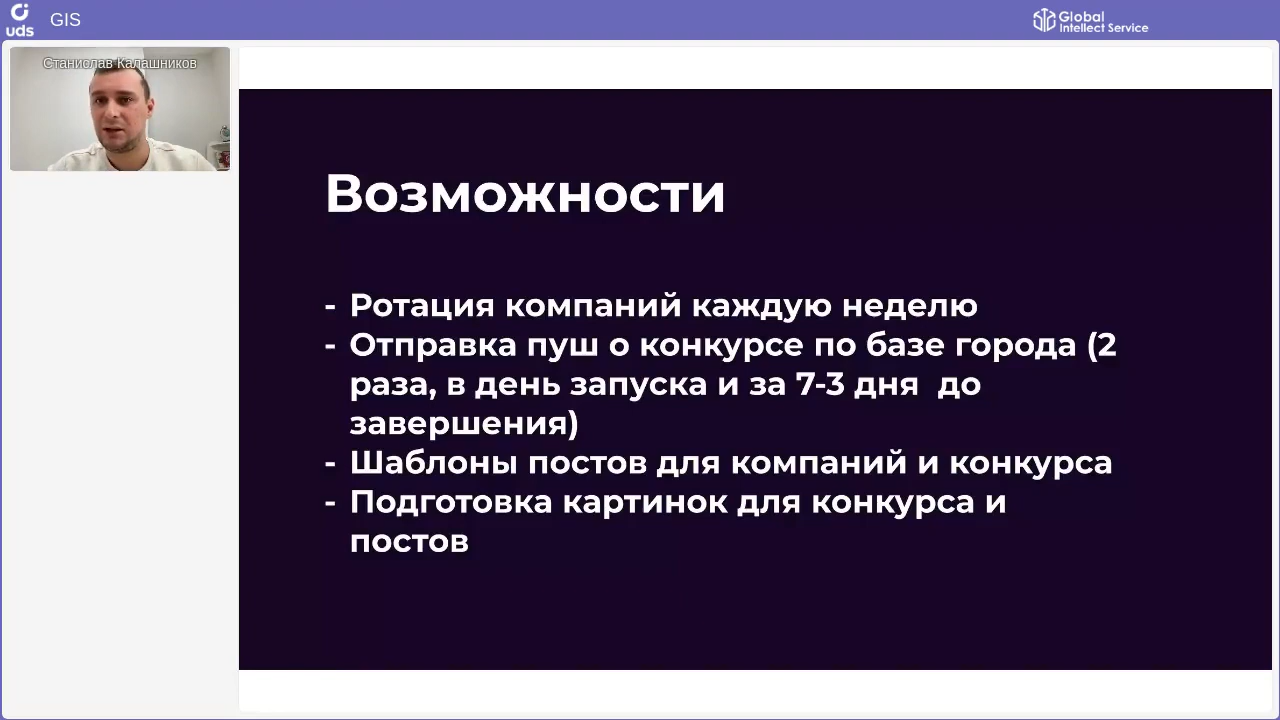 uds
GIS
Global
Intellect Service
Станислав Калашников
Возможности
- Ротация компаний каждую неделю
- Отправка пуш о конкурсе по базе города (2
раза, в день запуска и за 7-3 дня  до
завершения)
- Шаблоны постов для компаний и конкурса
- Подготовка картинок для конкурса и
постов